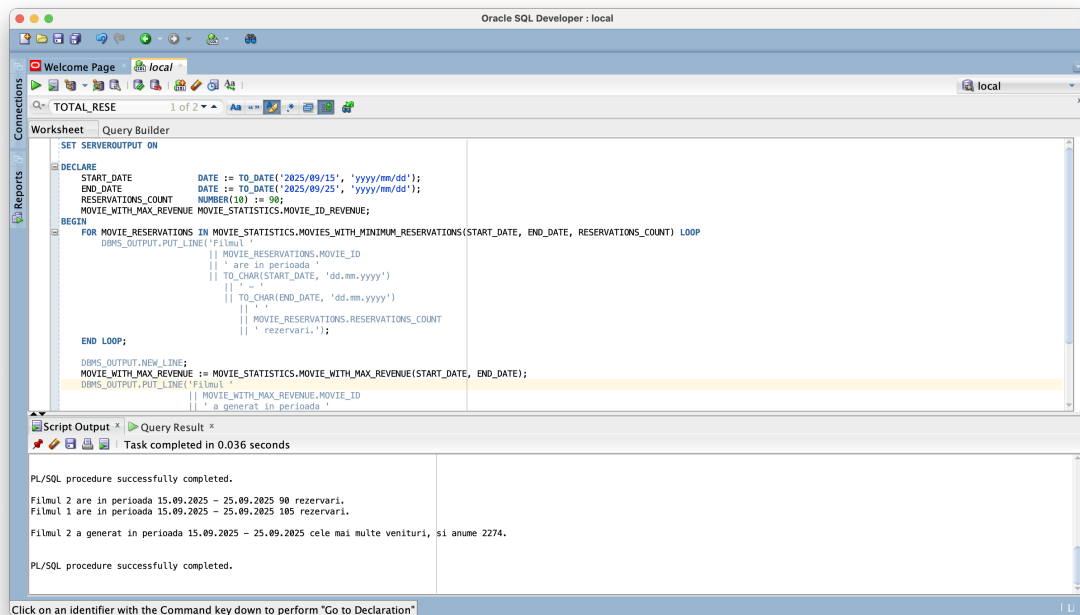 Oracle SQL Developer : local
Welcome Page
local
local
TOTAL_RESE 1 of 2
Connections
Reports
Worksheet Query Builder
SET SERVEROUTPUT ON
DECLARE
START_DATE DATE := TO_DATE('2025/09/15', 'yyyy/mm/dd');
END_DATE DATE := TO_DATE('2025/09/25', 'yyyy/mm/dd');
RESERVATIONS_COUNT NUMBER(10) := 90;
MOVIE_WITH_MAX_REVENUE MOVIE_STATISTICS.MOVIE_ID_REVENUE;
BEGIN
FOR MOVIE_RESERVATIONS IN MOVIE_STATISTICS.MOVIES_WITH_MINIMUM_RESERVATIONS(START_DATE, END_DATE, RESERVATIONS_COUNT) LOOP
DBMS_OUTPUT.PUT_LINE('Filmul '
|| MOVIE_RESERVATIONS.MOVIE_ID
|| ' are in perioada '
|| TO_CHAR(START_DATE, 'dd.mm.yyyy')
|| ' - '
|| TO_CHAR(END_DATE, 'dd.mm.yyyy')
|| ' '
|| MOVIE_RESERVATIONS.RESERVATIONS_COUNT
|| ' rezervari.');
END LOOP;
DBMS_OUTPUT.NEW_LINE;
MOVIE_WITH_MAX_REVENUE := MOVIE_STATISTICS.MOVIE_WITH_MAX_REVENUE(START_DATE, END_DATE);
DBMS_OUTPUT.PUT_LINE('Filmul '
|| MOVIE_WITH_MAX_REVENUE.MOVIE_ID
|| ' a generat in perioada '
Script Output Query Result
Task completed in 0.036 seconds
PL/SQL procedure successfully completed.
Filmul 2 are in perioada 15.09.2025 - 25.09.2025 90 rezervari.
Filmul 1 are in perioada 15.09.2025 - 25.09.2025 105 rezervari.
Filmul 2 a generat in perioada 15.09.2025 - 25.09.2025 cele mai multe venituri, si anume 2274.
PL/SQL procedure successfully completed.
Click on an identifier with the Command key down to perform "Go to Declaration"